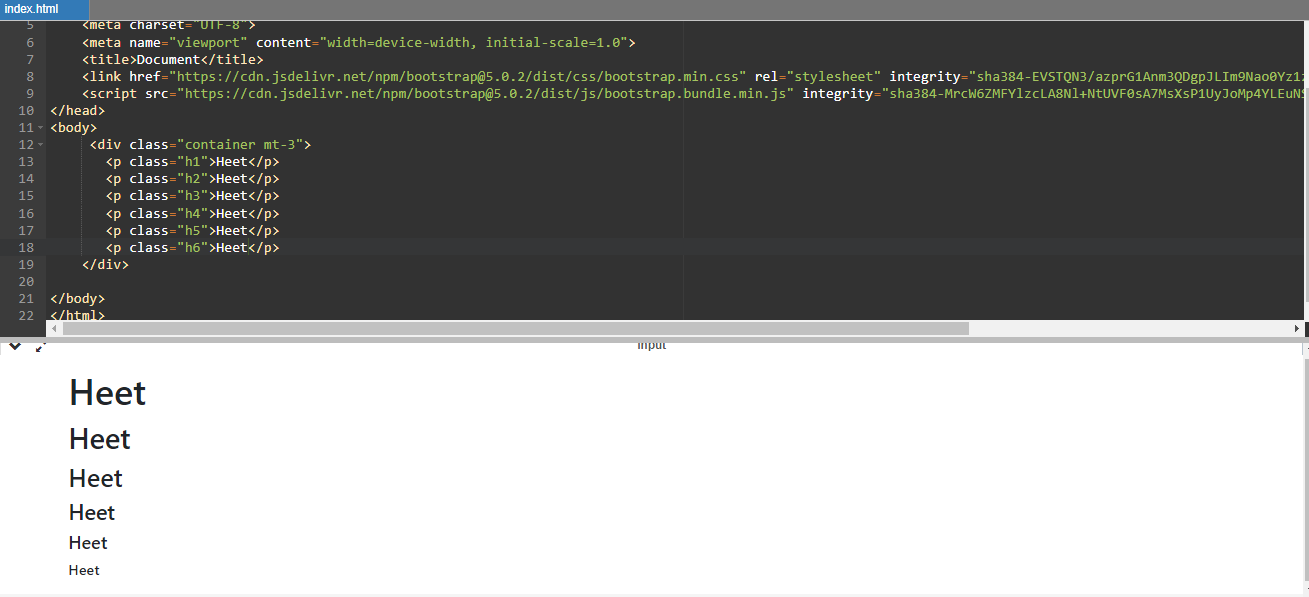 index.html
5 <meta charset="UTF-8">
6 <meta name="viewport" content="width=device-width, initial-scale=1.0">
7 <title>Document</title>
8 <link href="https://cdn.jsdelivr.net/npm/bootstrap@5.0.2/dist/css/bootstrap.min.css" rel="stylesheet" integrity="sha384-EVSTQN3/azprG1Anm3QDgpJLIm9Nao0Yz1z
9 <script src="https://cdn.jsdelivr.net/npm/bootstrap@5.0.2/dist/js/bootstrap.bundle.min.js" integrity="sha384-MrcW6ZMFYlzcLA8Nl+NtUVF0sA7MsXsP1UyJoMp4YLEuNS
10 </head>
11 <body>
12 <div class="container mt-3">
13 <p class="h1">Heet</p>
14 <p class="h2">Heet</p>
15 <p class="h3">Heet</p>
16 <p class="h4">Heet</p>
17 <p class="h5">Heet</p>
18 <p class="h6">Heet</p>
19 </div>
20
21 </body>
22 </html>
input
Heet
Heet
Heet
Heet
Heet
Heet